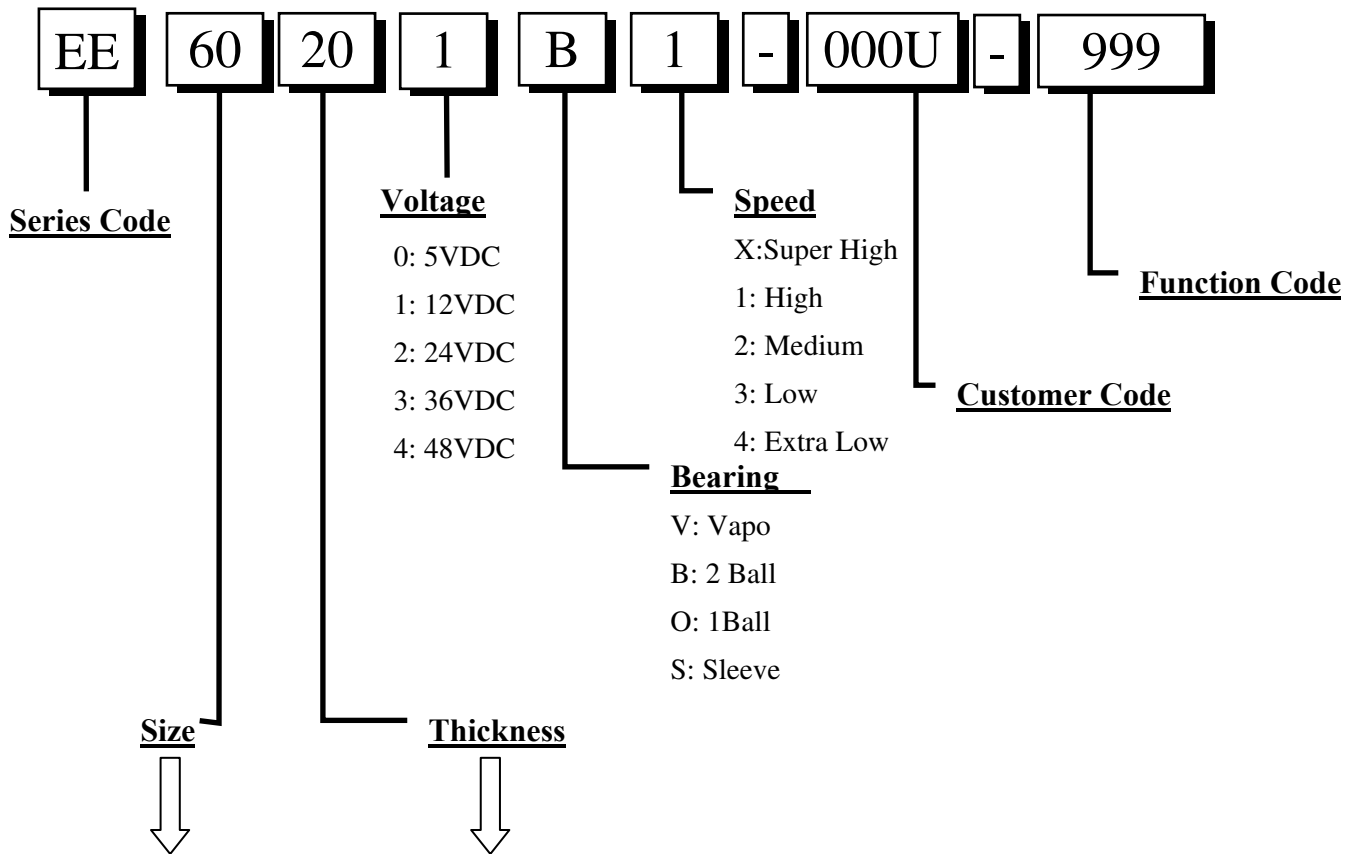 EE 60 20 1 B 1 - 000U - 999
Series Code
Voltage
0: 5VDC
1: 12VDC
2: 24VDC
3: 36VDC
4: 48VDC
Speed
X:Super High
1: High
2: Medium
3: Low
4: Extra Low
Function Code
Customer Code
Bearing
V: Vapo
B: 2 Ball
O: 1Ball
S: Sleeve
Size
Thickness